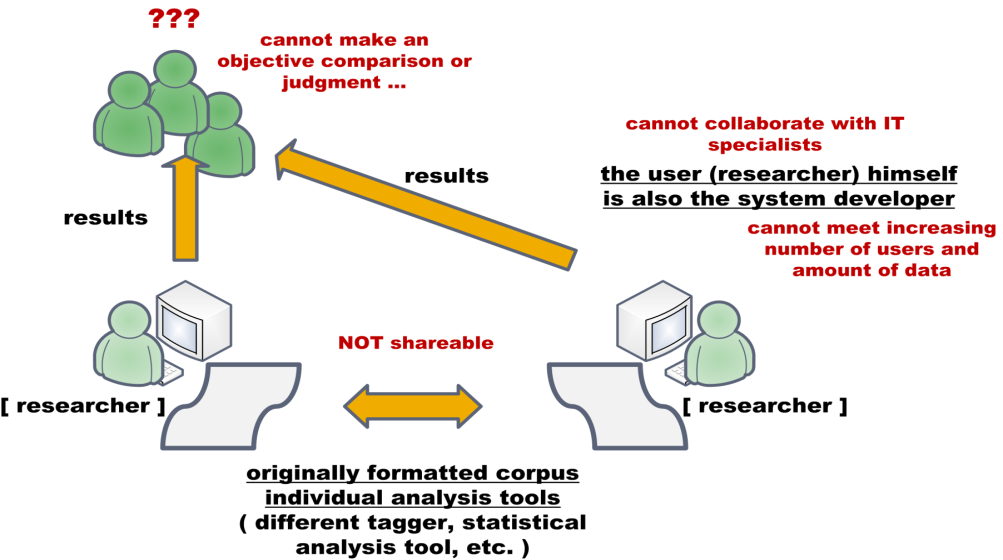 ???
cannot make an
objective comparison or
judgment ...
cannot collaborate with IT
specialists
the user (researcher) himself
is also the system developer
cannot meet increasing
number of users and
amount of data
results
results
NOT shareable
[ researcher ]
[ researcher ]
originally formatted corpus
individual analysis tools
( different tagger, statistical
analysis tool, etc. )